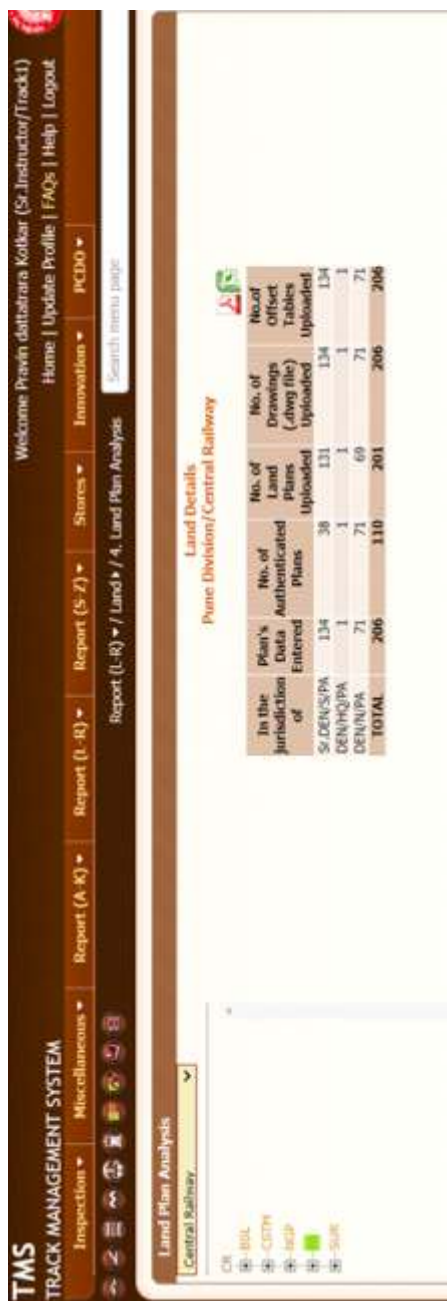 TMS
TRACK MANAGEMENT SYSTEM
Welcome Pravin dattatrara Kotkar (Sr.Instructor/Track1)
Home | Update Profile | FAQs | Help | Logout
Inspection Miscellaneous Report (A-K) Report (L-R) Report (S-Z) Stores Innovation PCDO
Report (L-R) / Land / 4. Land Plan Analysis
Search menu page
Land Plan Analysis
Central Railway
CR
BSL
CSTM
NGP
SUR
Land Details
Pune Division/Central Railway
In the jurisdiction of Plan's Data Entered No. of Authenticated Plans No. of Land Plans Uploaded No. of Drawings (.dwg file) Uploaded No.of Offset Tables Uploaded
Sr.DEN/S/PA 134 38 131 134 134
DEN/HQ/PA 1 1 1 1 1
DEN/N/PA 71 71 69 71 71
TOTAL 206 110 201 206 206